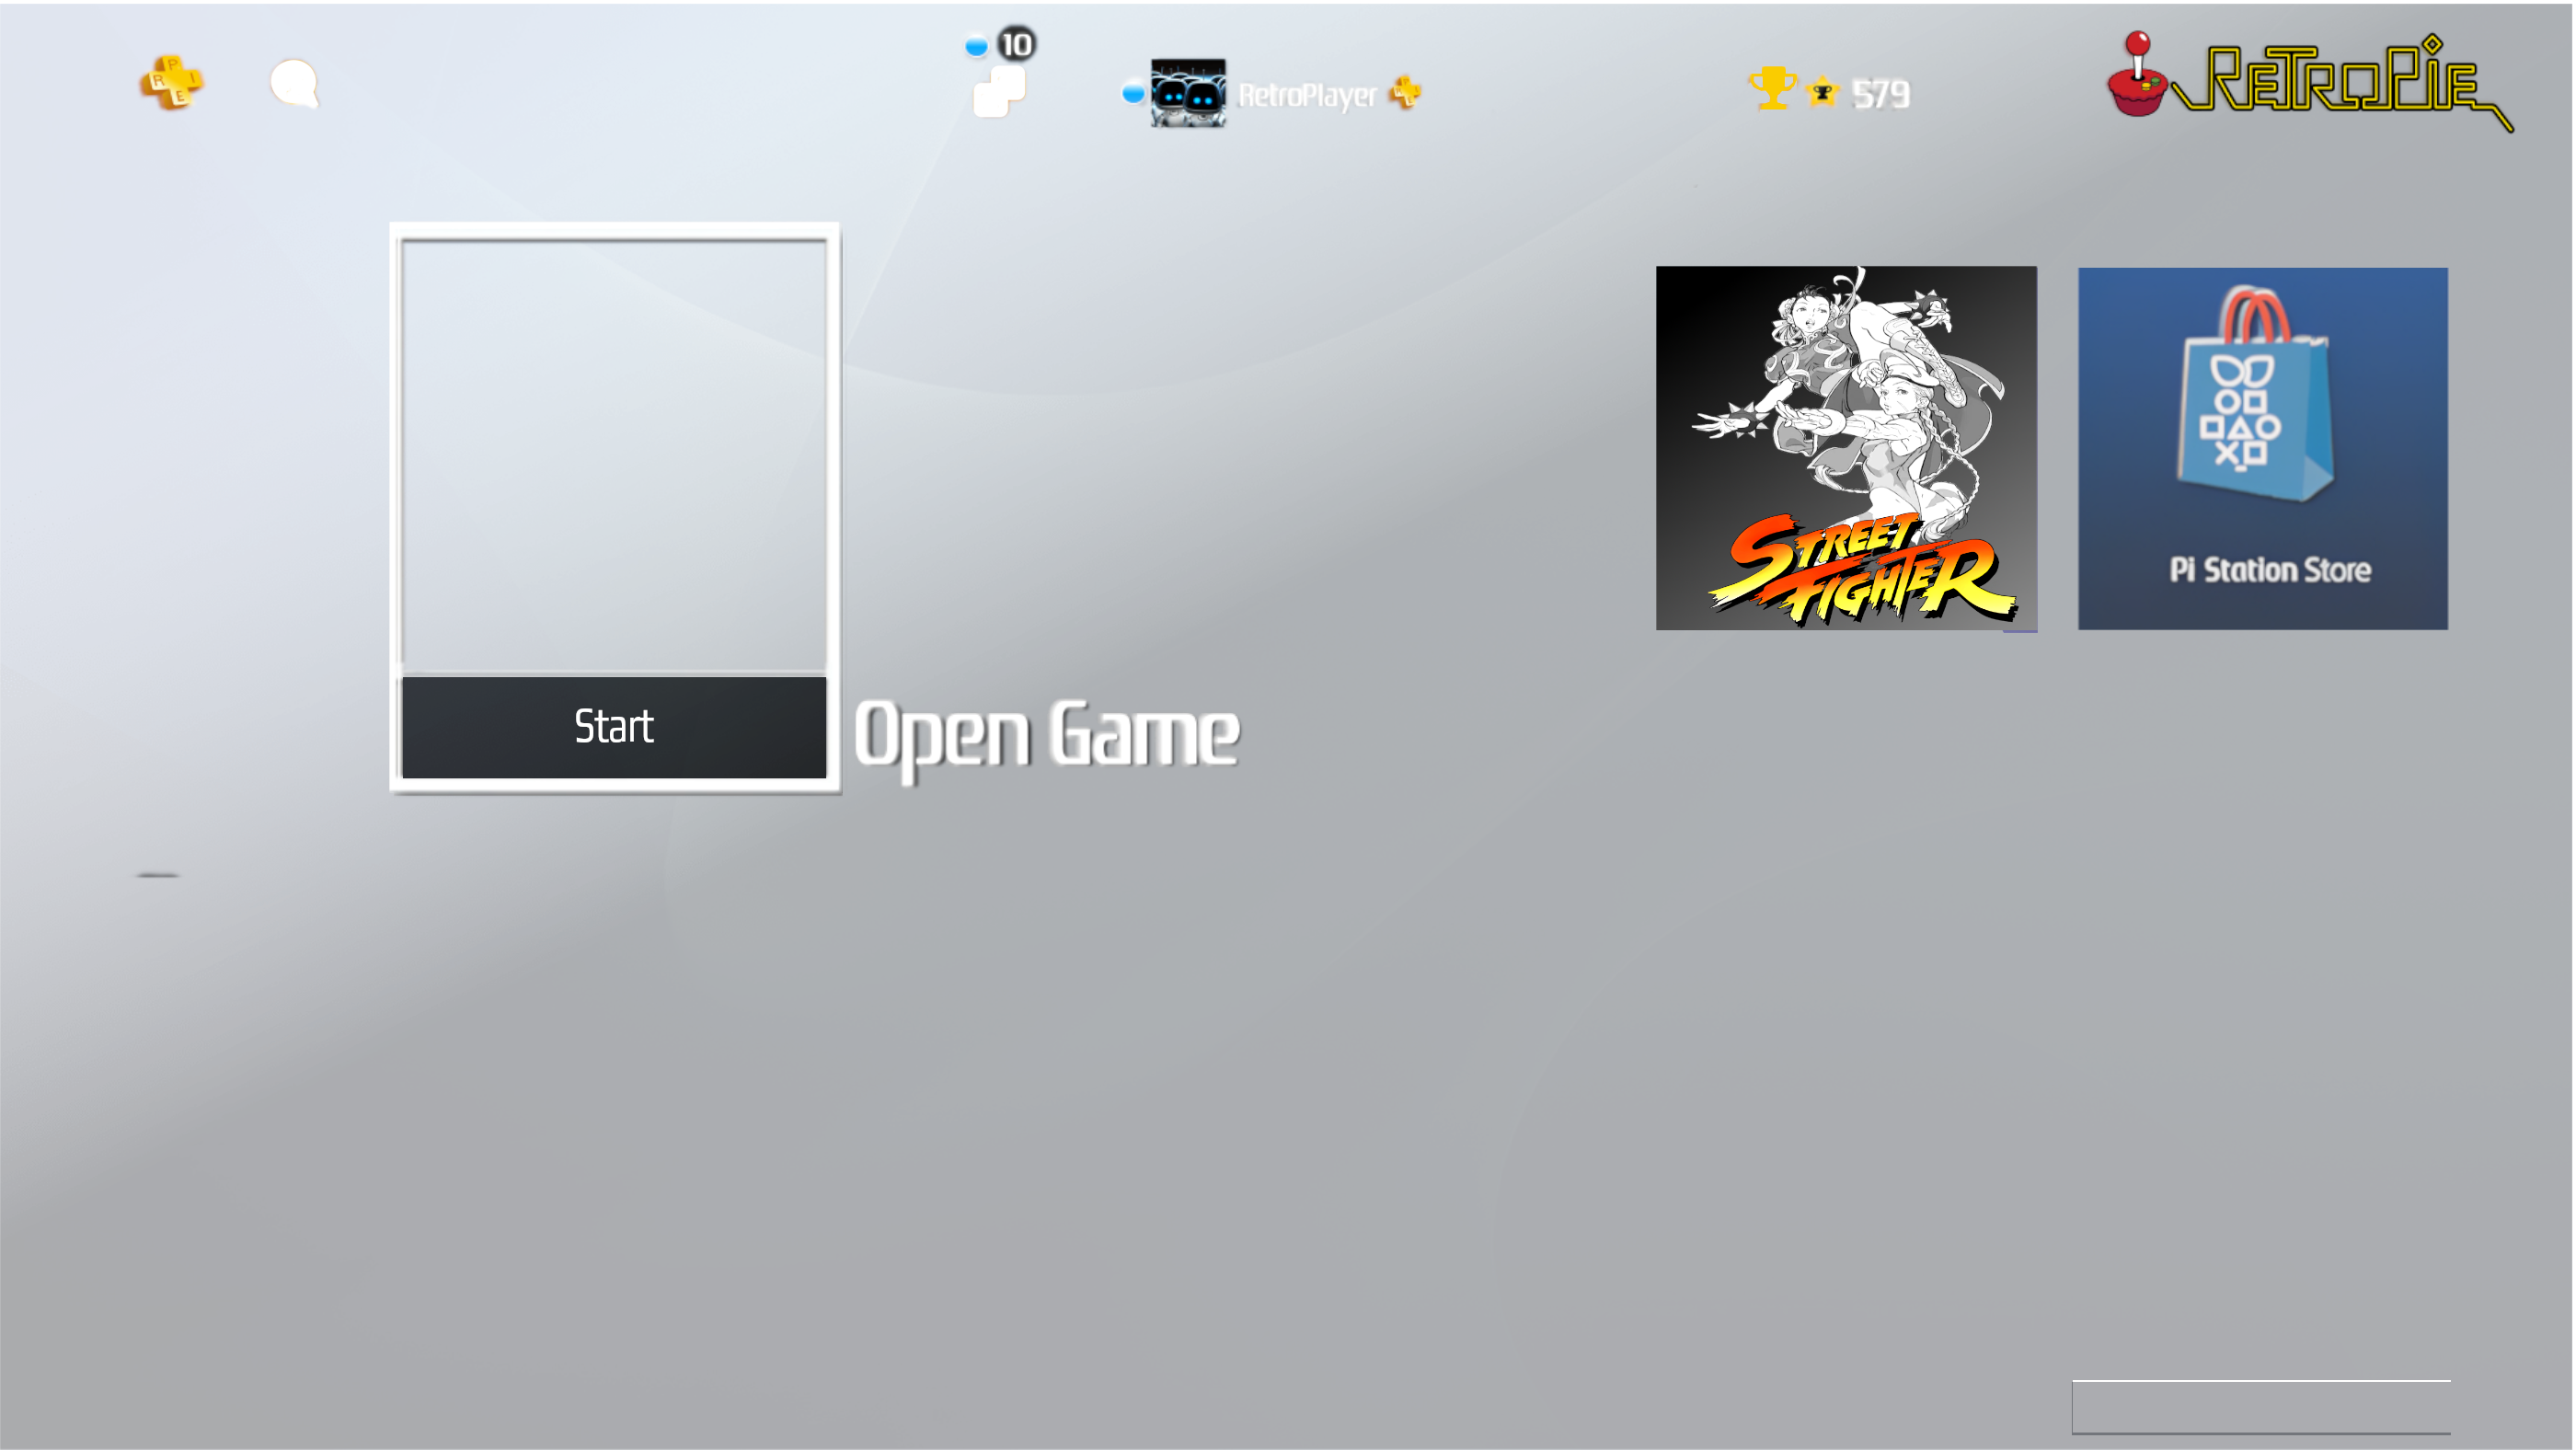 P
R I
E
10
RetroPlayer
579
RETROPIE
STREET
FIGHTER
Pi Station Store
Start
Open Game